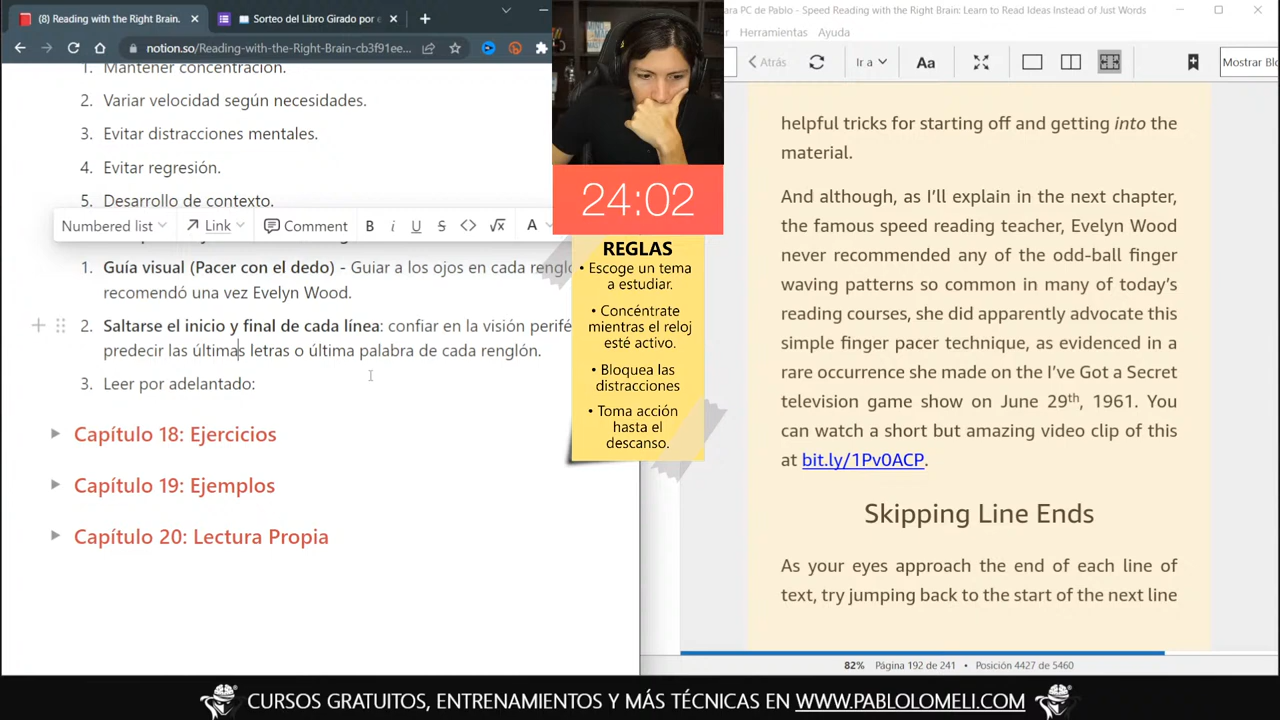 (8) Reading with the Right Brain.
Sorteo del Libro Girado por e
notion.so/Reading-with-the-Right-Brain-cb3f91ee...
1. Mantener concentración.
2. Variar velocidad según necesidades.
3. Evitar distracciones mentales.
4. Evitar regresión.
5. Desarrollo de contexto.
Numbered list Link Comment B i U S √x A
1. Guía visual (Pacer con el dedo) - Guiar a los ojos en cada renglo
recomendó una vez Evelyn Wood.
2. Saltarse el inicio y final de cada línea: confiar en la visión perifé
predecir las últimas letras o última palabra de cada renglón.
3. Leer por adelantado:
Capítulo 18: Ejercicios
Capítulo 19: Ejemplos
Capítulo 20: Lectura Propia
24:02
REGLAS
• Escoge un tema
a estudiar.
• Concéntrate
mientras el reloj
esté activo.
• Bloquea las
distracciones
• Toma acción
hasta el
descanso.
ara PC de Pablo - Speed Reading with the Right Brain: Learn to Read Ideas Instead of Just Words
Herramientas Ayuda
Atrás Ir a Aa Mostrar Blo
helpful tricks for starting off and getting into the
material.
And although, as I'll explain in the next chapter,
the famous speed reading teacher, Evelyn Wood
never recommended any of the odd-ball finger
waving patterns so common in many of today's
reading courses, she did apparently advocate this
simple finger pacer technique, as evidenced in a
rare occurrence she made on the I've Got a Secret
television game show on June 29th, 1961. You
can watch a short but amazing video clip of this
at bit.ly/1Pv0ACP.
Skipping Line Ends
As your eyes approach the end of each line of
text, try jumping back to the start of the next line
82% Página 192 de 241 • Posición 4427 de 5460
CURSOS GRATUITOS, ENTRENAMIENTOS Y MÁS TÉCNICAS EN WWW.PABLOLOMELI.COM